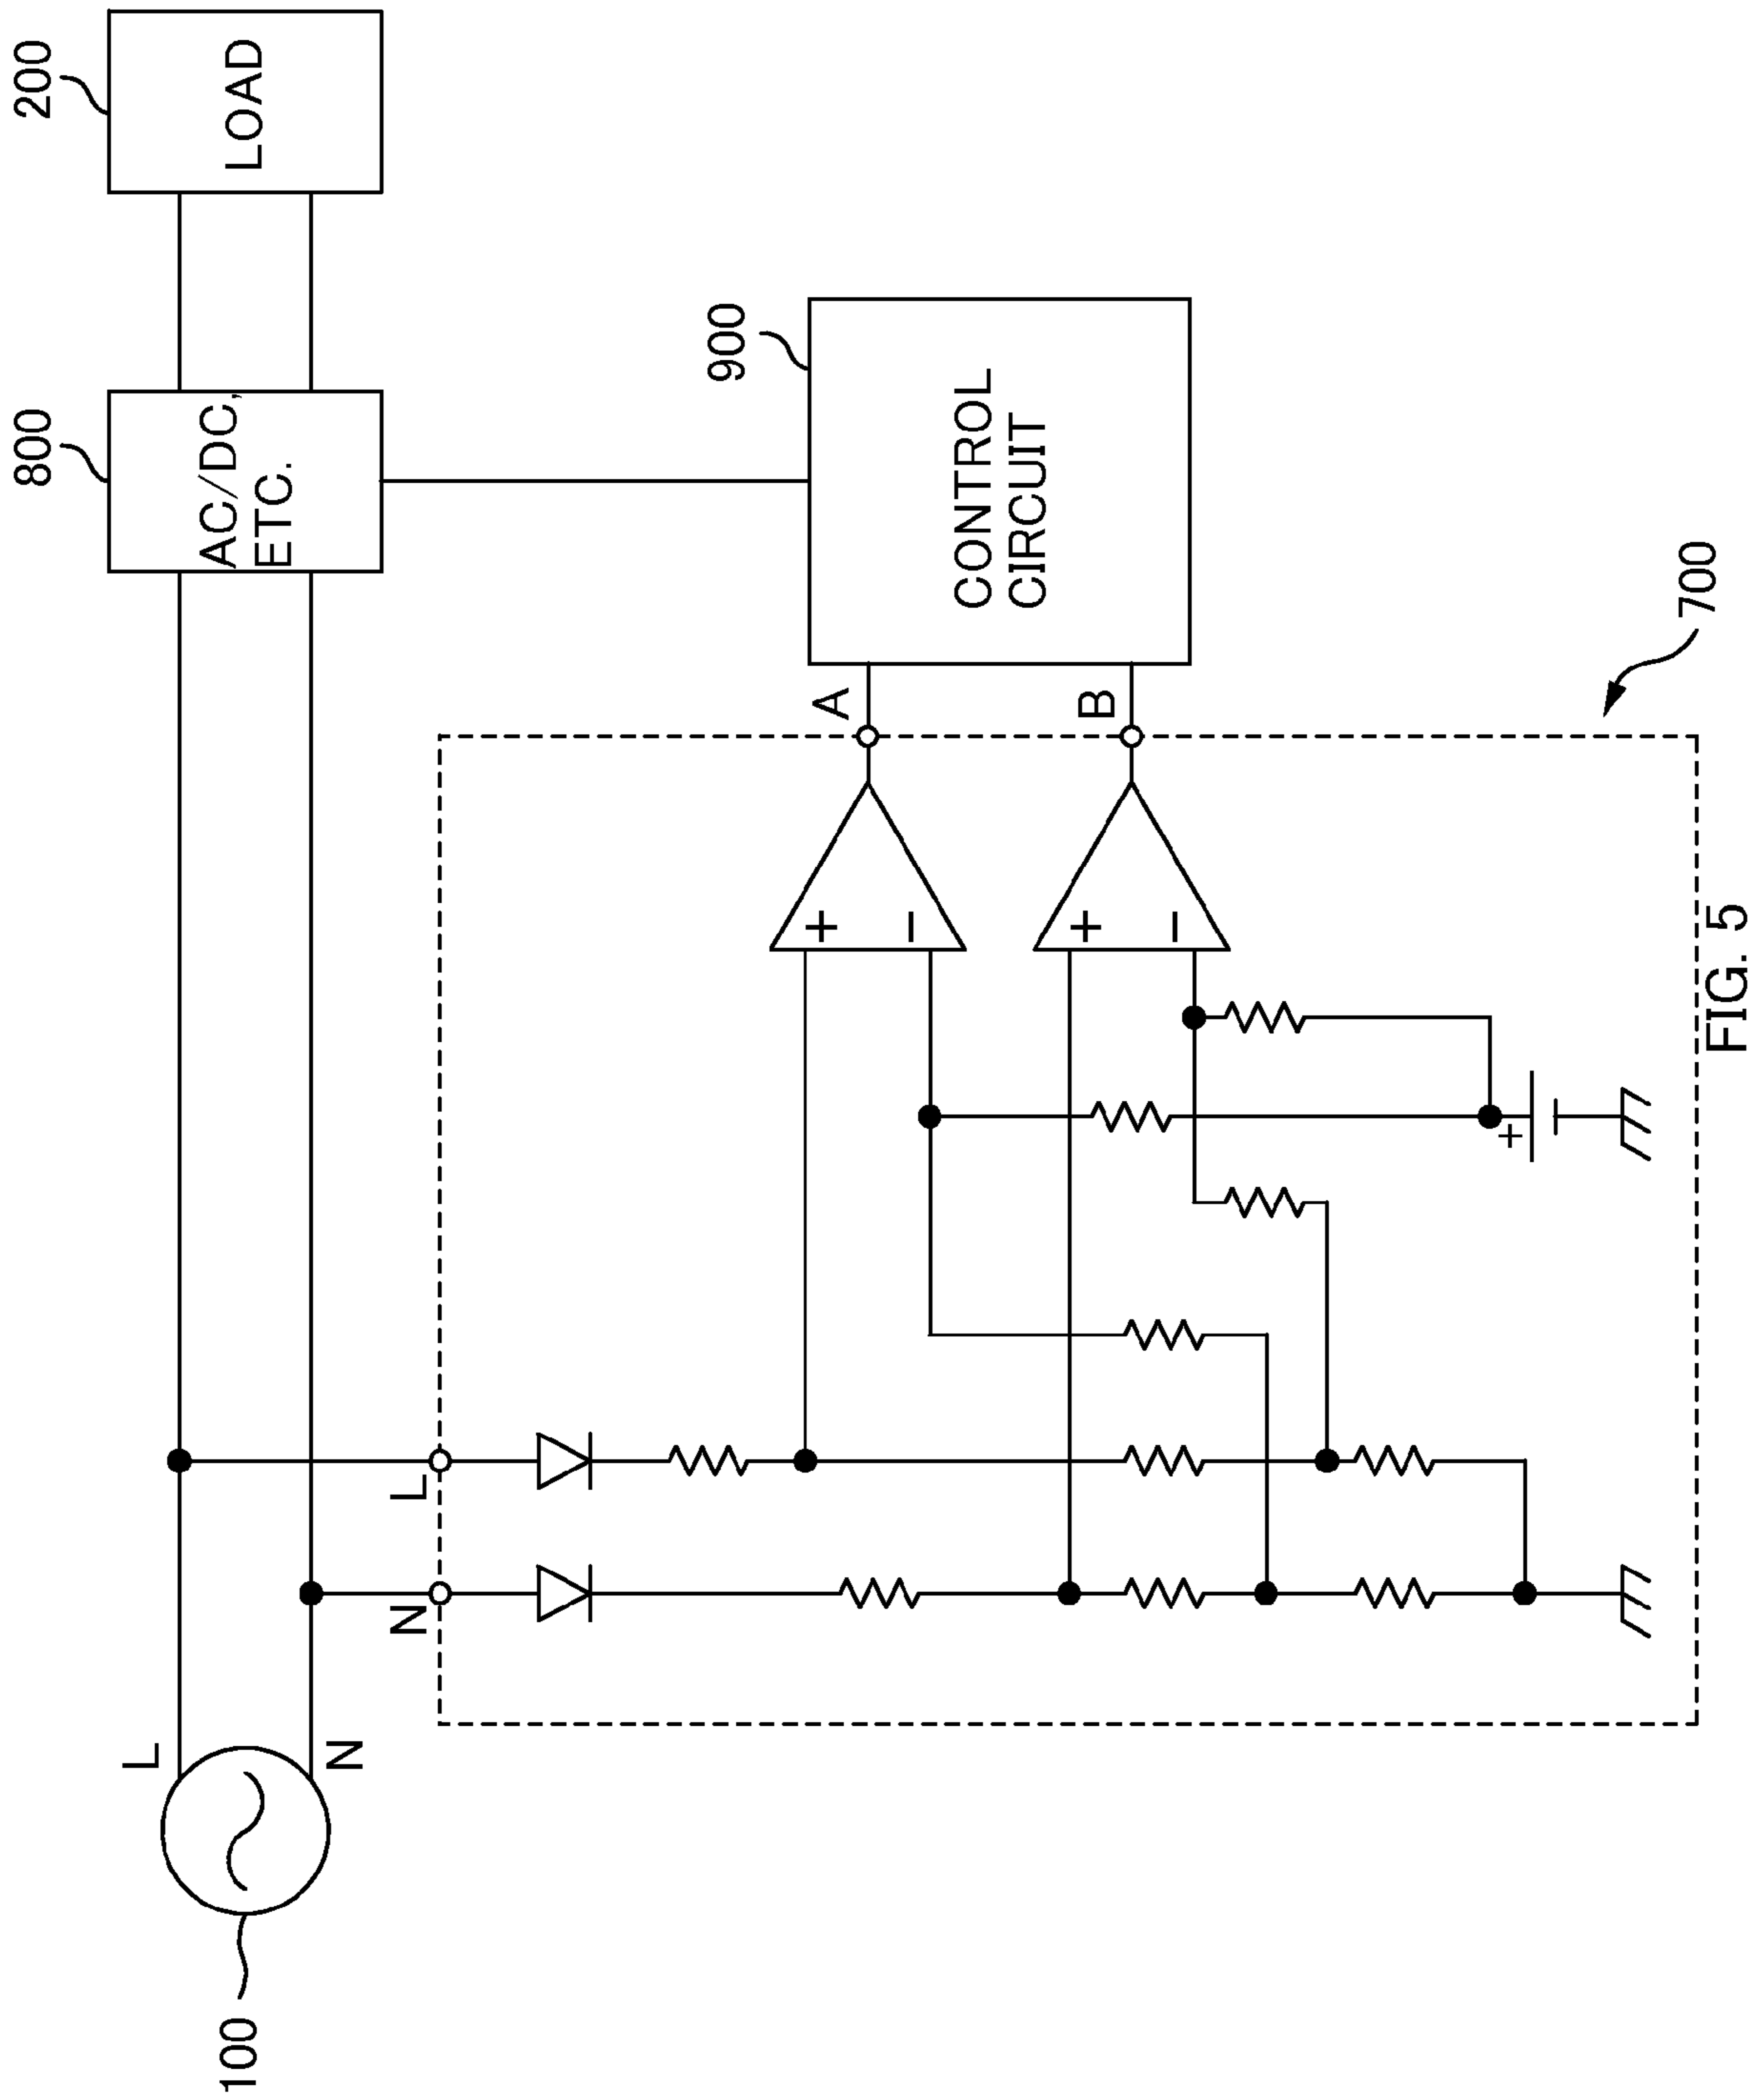 100
L
N
800
AC/DC,
ETC.
200
LOAD
L
N
A
B
900
CONTROL
CIRCUIT
+
−
+
−
+
700
FIG. 5